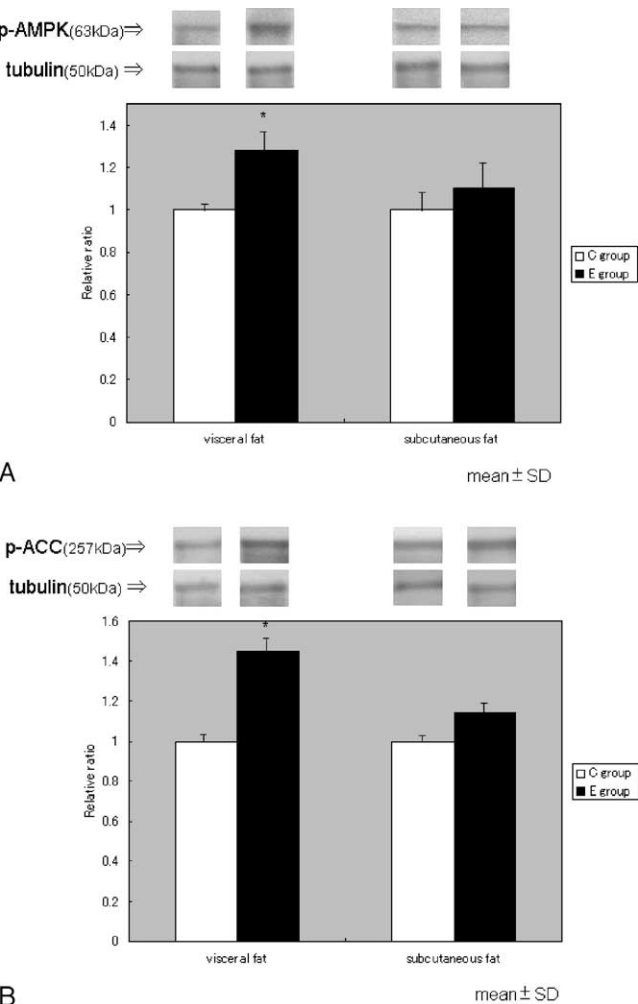 p-AMPK(63kDa)⇒
tubulin(50kDa) ⇒
*
1.4
1.2
1
0.8
0.6
0.4
0.2
0
Relative ratio
visceral fat
subcutaneous fat
C group
E group
A
mean±SD
p-ACC(257kDa)⇒
tubulin(50kDa) ⇒
*
1.6
1.4
1.2
1
0.8
0.6
0.4
0.2
0
Relative ratio
visceral fat
subcutaneous fat
C group
E group
B
mean±SD